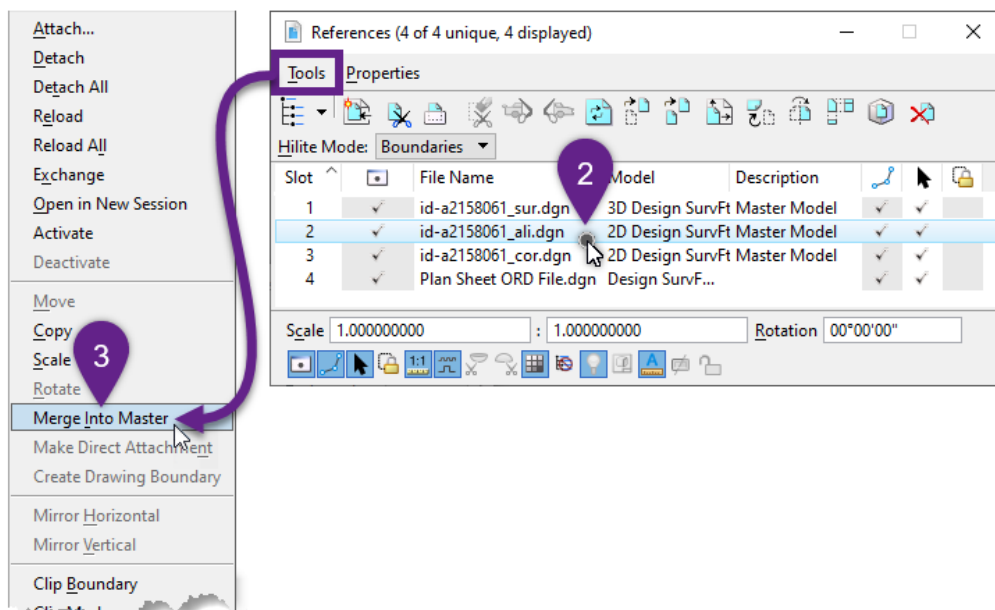 Attach...
Detach
Detach All
Reload
Reload All
Exchange
Open in New Session
Activate
Deactivate
Move
Copy
Scale
Rotate
Merge Into Master
Make Direct Attachment
Create Drawing Boundary
Mirror Horizontal
Mirror Vertical
Clip Boundary
3
References (4 of 4 unique, 4 displayed)
Tools Properties
Hilite Mode: Boundaries
2
Slot File Name Model Description
1 id-a2158061_sur.dgn 3D Design SurvFt Master Model
2 id-a2158061_ali.dgn 2D Design SurvFt Master Model
3 id-a2158061_cor.dgn 2D Design SurvFt Master Model
4 Plan Sheet ORD File.dgn Design SurvF...
Scale 1.000000000 : 1.000000000 Rotation 00°00'00"
1:1 A